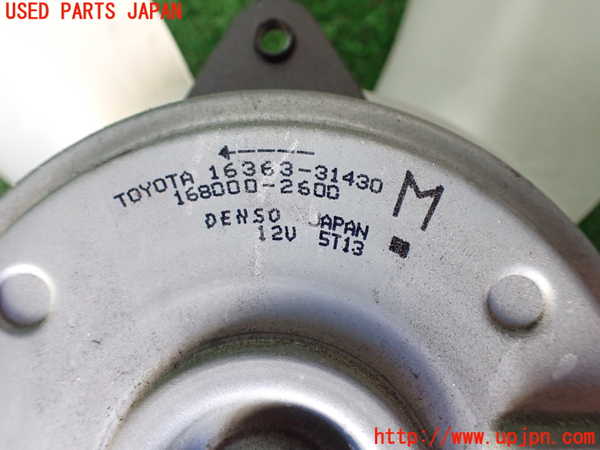 USED PARTS JAPAN
TOYOTA 16363-31430
168000-2600
M
DENSO JAPAN
12V 5T13
http://www.upjpn.com/